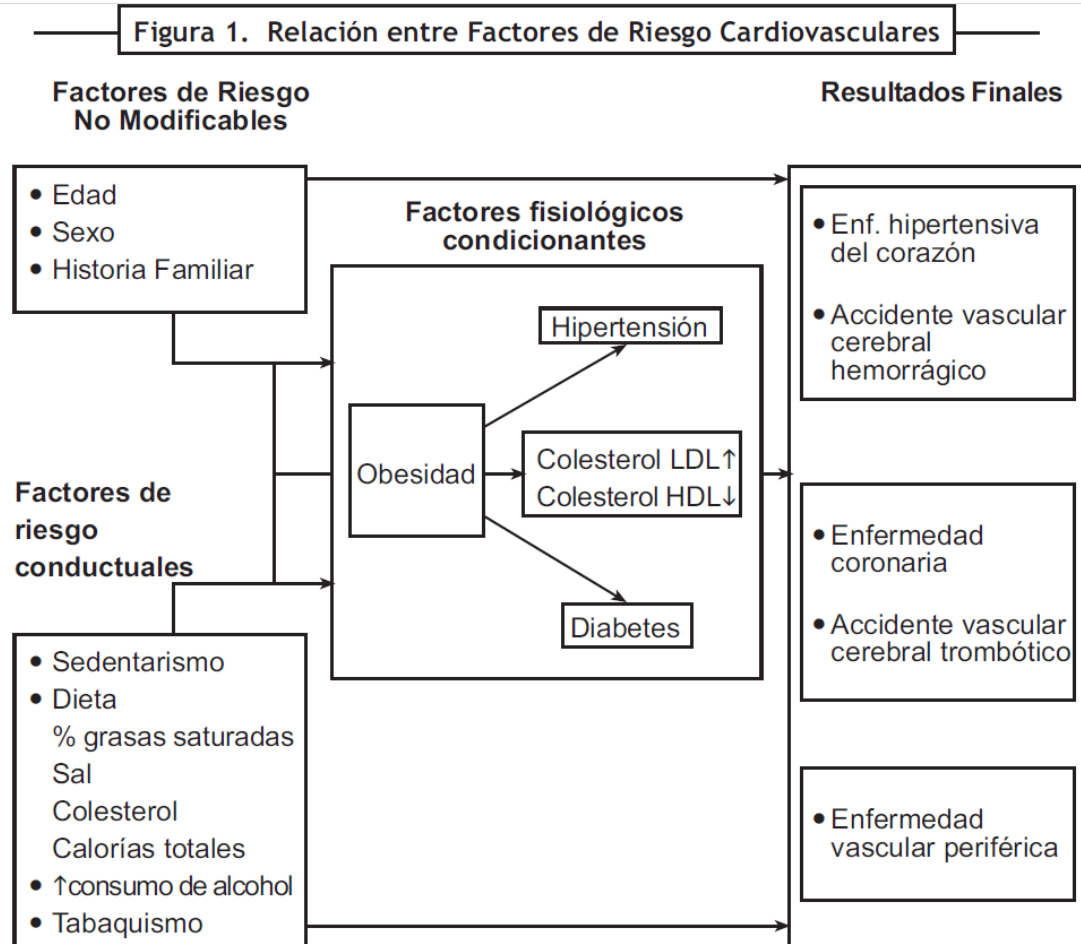 Figura 1. Relación entre Factores de Riesgo Cardiovasculares
Factores de Riesgo
No Modificables
• Edad
• Sexo
• Historia Familiar
Factores de
riesgo
conductuales
• Sedentarismo
• Dieta
% grasas saturadas
Sal
Colesterol
Calorías totales
• ↑consumo de alcohol
• Tabaquismo
Factores fisiológicos
condicionantes
Obesidad
Hipertensión
Colesterol LDL↑
Colesterol HDL↓
Diabetes
Resultados Finales
• Enf. hipertensiva
del corazón
• Accidente vascular
cerebral
hemorrágico
• Enfermedad
coronaria
• Accidente vascular
cerebral trombótico
• Enfermedad
vascular periférica